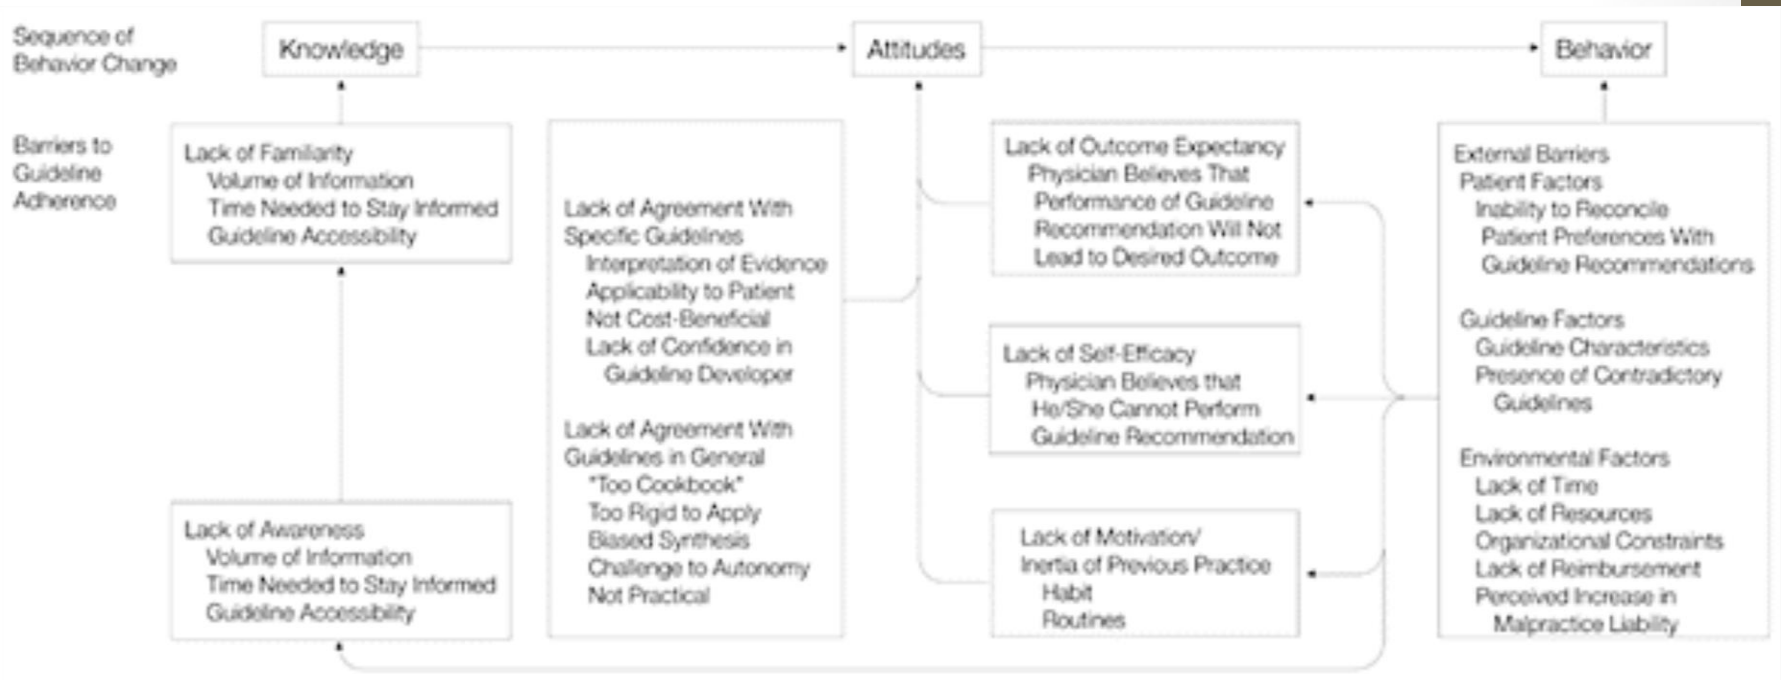 Sequence of
Behavior Change
Knowledge
Attitudes
Behavior
Barriers to
Guideline
Adherence
Lack of Familiarity
Volume of Information
Time Needed to Stay Informed
Guideline Accessibility
Lack of Awareness
Volume of Information
Time Needed to Stay Informed
Guideline Accessibility
Lack of Agreement With
Specific Guidelines
Interpretation of Evidence
Applicability to Patient
Not Cost-Beneficial
Lack of Confidence in
Guideline Developer
Lack of Agreement With
Guidelines in General
"Too Cookbook"
Too Rigid to Apply
Biased Synthesis
Challenge to Autonomy
Not Practical
Lack of Outcome Expectancy
Physician Believes That
Performance of Guideline
Recommendation Will Not
Lead to Desired Outcome
Lack of Self-Efficacy
Physician Believes that
He/She Cannot Perform
Guideline Recommendation
Lack of Motivation/
Inertia of Previous Practice
Habit
Routines
External Barriers
Patient Factors
Inability to Reconcile
Patient Preferences With
Guideline Recommendations
Guideline Factors
Guideline Characteristics
Presence of Contradictory
Guidelines
Environmental Factors
Lack of Time
Lack of Resources
Organizational Constraints
Lack of Reimbursement
Perceived Increase in
Malpractice Liability